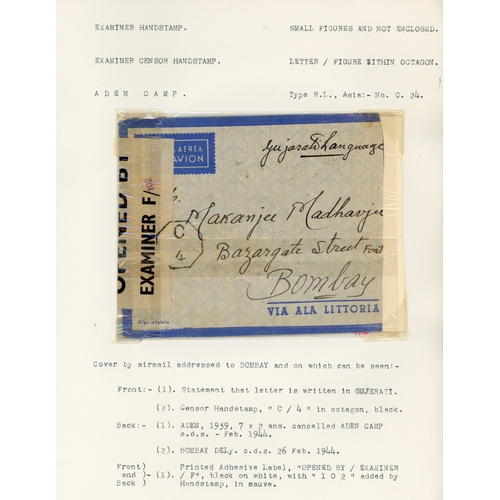 EXAMINER HANDSTAMP. SMALL FIGURES AND NOT ENCLOSED.
EXAMINER CENSOR HANDSTAMP. LETTER / FIGURE WITHIN OCTAGON.
ADEN CAMP. Type R.L., Asia:- No. C. 24.
OPENED BY
EXAMINER F/102
AEREA
AVION
Gujarati Language
C
4
Makanjee Madhavjee
Bazargate Street Fort
Bombay
VIA ALA LITTORIA
Cover by airmail addressed to BOMBAY and on which can be seen:-
Front:- (1). Statement that letter is written in GUJERATI.
(2). Censor Handstamp, " C / 4 " in octagon, black.
Back:- (1). ADEN, 1939, 7 x 2 ans. cancelled ADEN CAMP
c.d.s. - Feb. 1944.
(2). BOMBAY DELy. c.d.s. 26 Feb. 1944.
Front) Printed Adhesive Label, "OPENED BY / EXAMINER
and )- (1). / F", black on white, with " 1 0 2 " added by
Back ) Handstamp, in mauve.